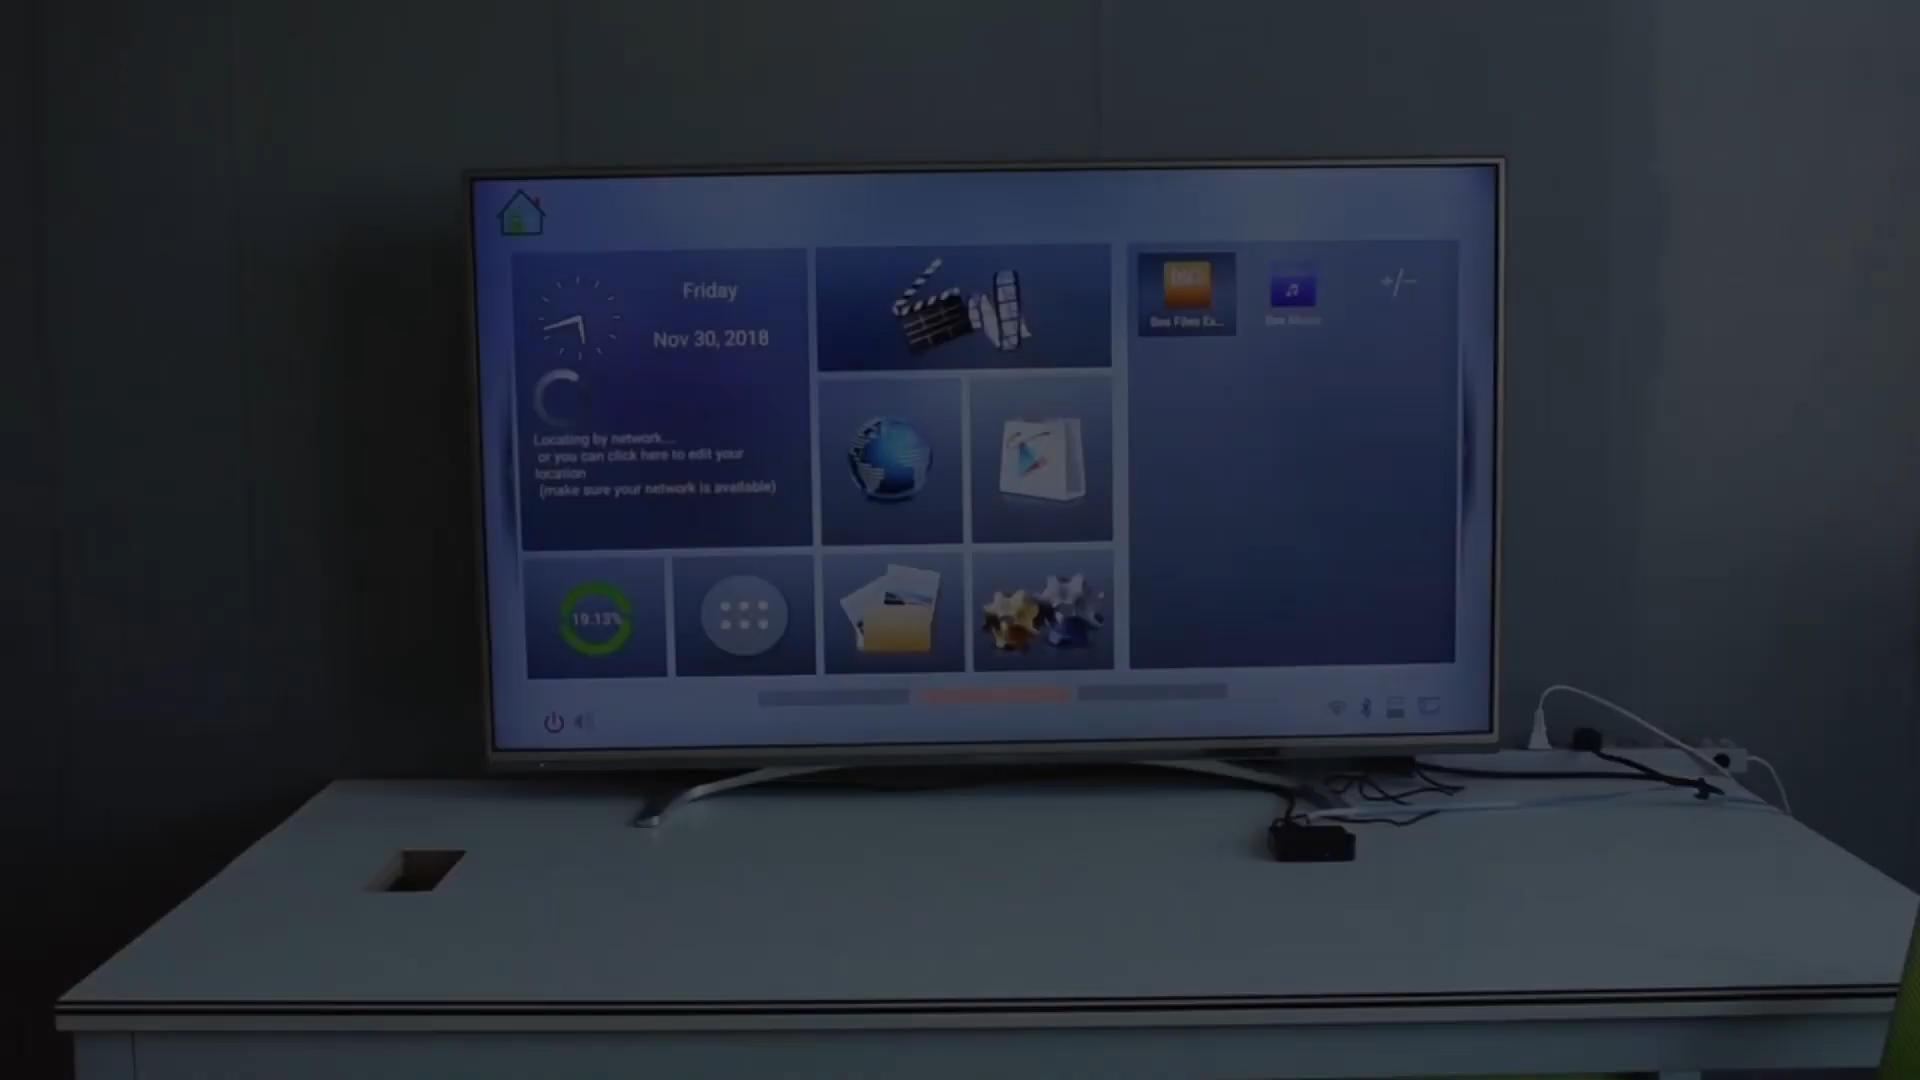 Friday
Nov 30, 2018
Locating by network...
or you can click here to edit your
location
(make sure your network is available)
19.13%
+/-